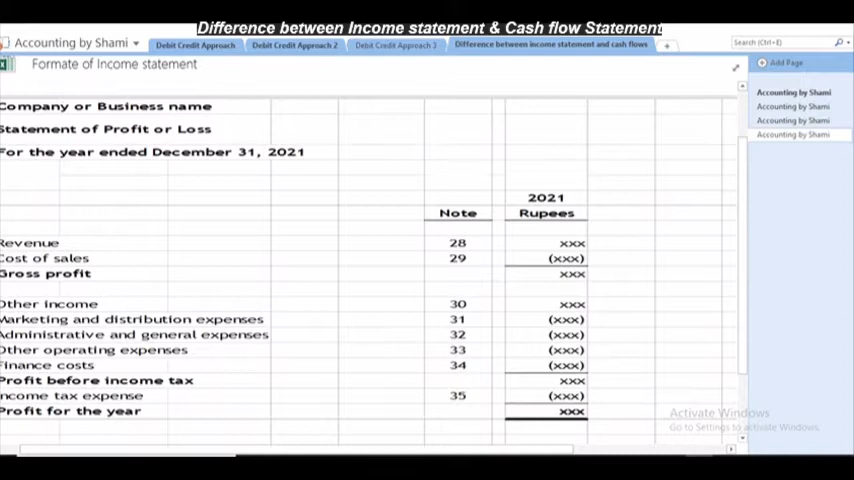 Difference between Income statement & Cash flow Statement
Accounting by Shami
Debit Credit Approach
Debit Credit Approach 2
Debit Credit Approach 3
Difference between income statement and cash flows
+
Search (Ctrl+E)
Formate of Income statement
Add Page
Accounting by Shami
Accounting by Shami
Accounting by Shami
Accounting by Shami
Company or Business name
Statement of Profit or Loss
For the year ended December 31, 2021
2021
Note Rupees
Revenue 28 xxx
Cost of sales 29 (xxx)
Gross profit xxx
Other income 30 xxx
Marketing and distribution expenses 31 (xxx)
Administrative and general expenses 32 (xxx)
Other operating expenses 33 (xxx)
Finance costs 34 (xxx)
Profit before income tax xxx
Income tax expense 35 (xxx)
Profit for the year xxx
Activate Windows
Go to Settings to activate Windows.